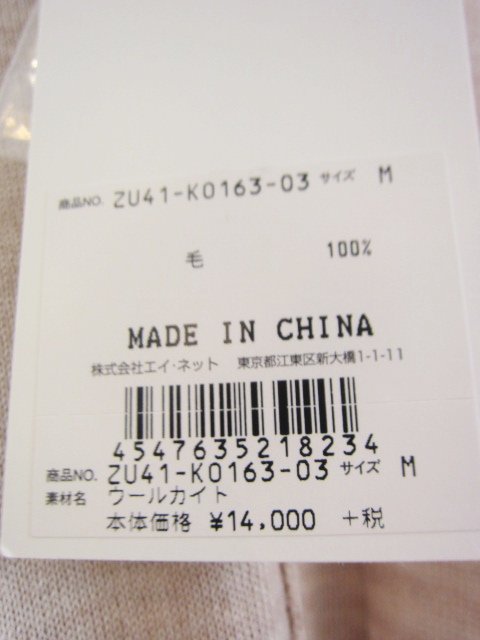 商品NO. ZU41-K0163-03 サイズ M
毛 100%
MADE IN CHINA
株式会社エイ・ネット 東京都江東区新大橋1-1-11
4547635218234
商品NO. ZU41-K0163-03 サイズ M
素材名 ウールカイト
本体価格 ¥14,000 +税